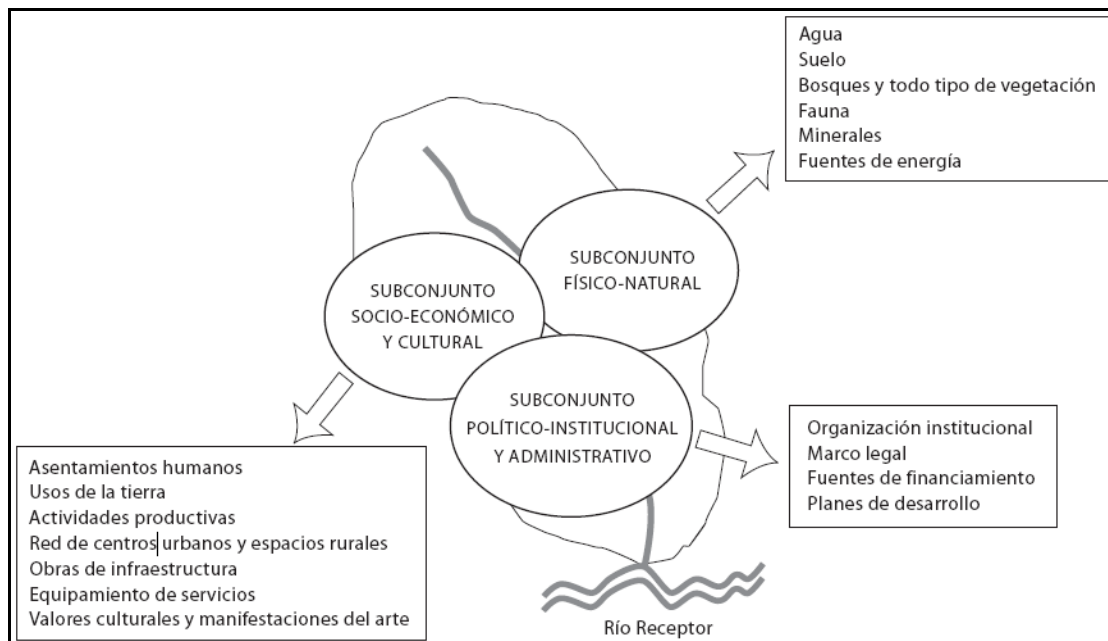 Agua
Suelo
Bosques y todo tipo de vegetación
Fauna
Minerales
Fuentes de energía
SUBCONJUNTO
FÍSICO-NATURAL
SUBCONJUNTO
SOCIO-ECONÓMICO
Y CULTURAL
SUBCONJUNTO
POLÍTICO-INSTITUCIONAL
Y ADMINISTRATIVO
Organización institucional
Marco legal
Fuentes de financiamiento
Planes de desarrollo
Asentamientos humanos
Usos de la tierra
Actividades productivas
Red de centros urbanos y espacios rurales
Obras de infraestructura
Equipamiento de servicios
Valores culturales y manifestaciones del arte
Río Receptor